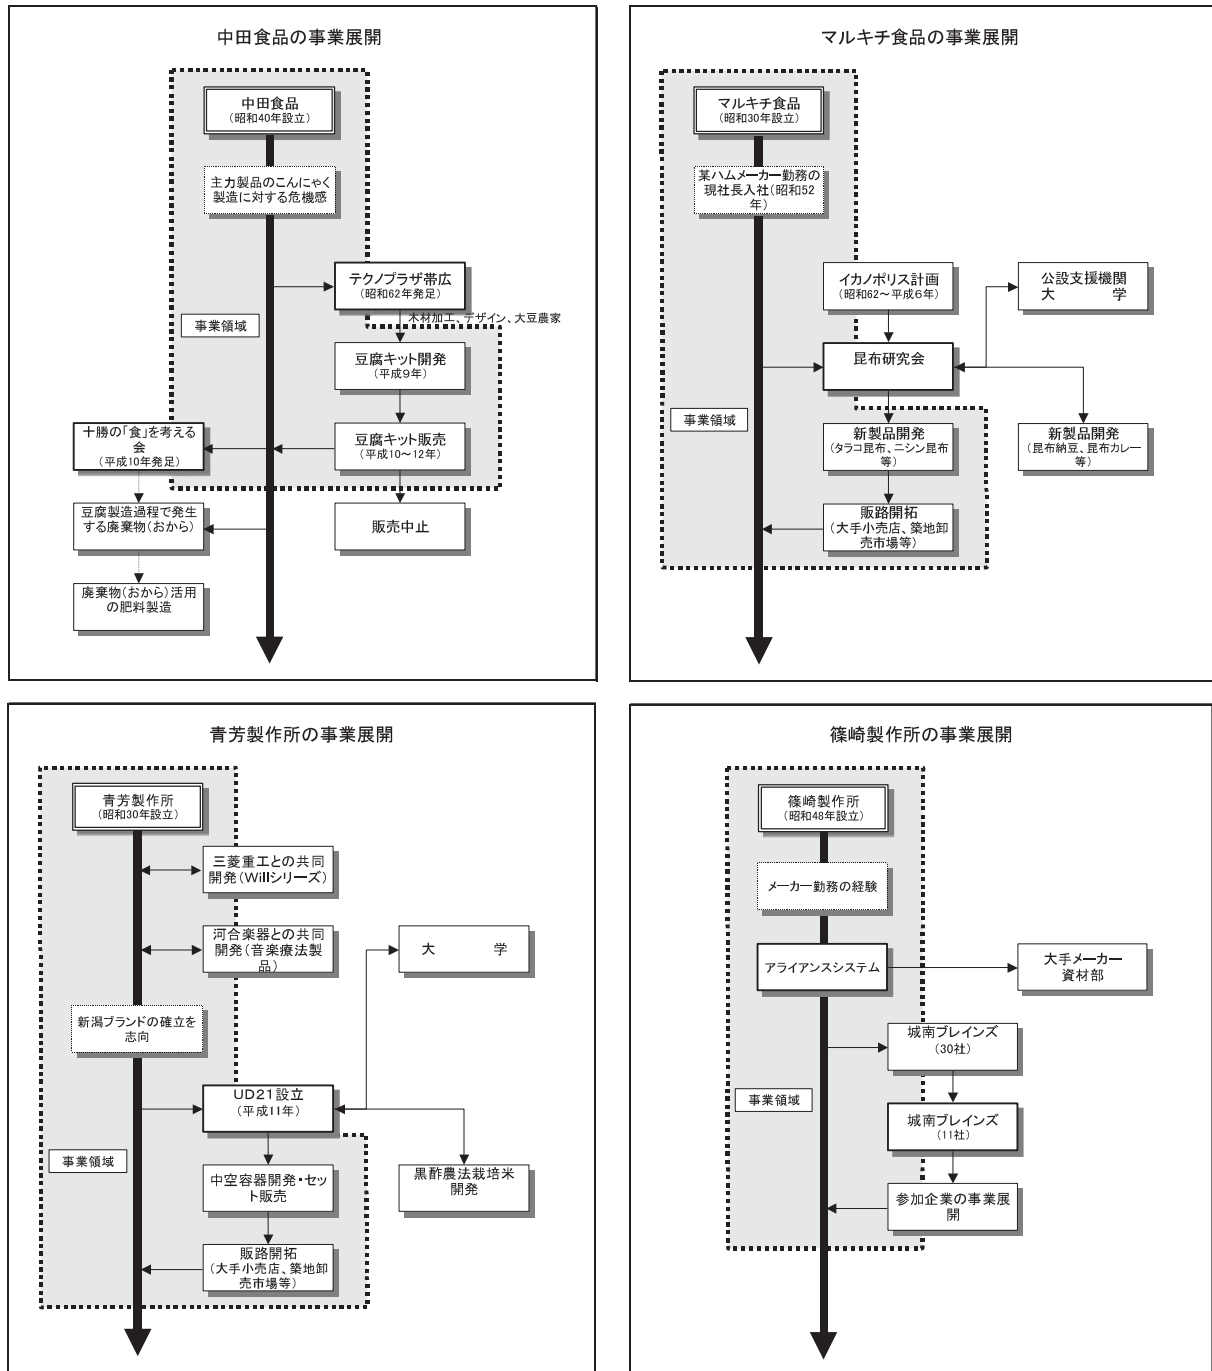 中田食品の事業展開
中田食品
(昭和40年設立)
主力製品のこんにゃく
製造に対する危機感
テクノプラザ帯広
(昭和62年発足)
木材加工、デザイン、大豆農家
事業領域
豆腐キット開発
(平成9年)
十勝の「食」を考える
会
(平成10年発足)
豆腐キット販売
(平成10～12年)
豆腐製造過程で発生
する廃棄物(おから)
販売中止
廃棄物(おから)活用
の肥料製造
マルキチ食品の事業展開
マルキチ食品
(昭和30年設立)
某ハムメーカー勤務の
現社長入社(昭和52
年)
イカノポリス計画
(昭和62～平成6年)
公設支援機関
大　　　　学
昆布研究会
事業領域
新製品開発
(タラコ昆布、ニシン昆布
等)
新製品開発
(昆布納豆、昆布カレー
等)
販路開拓
(大手小売店、築地卸
売市場等)
青芳製作所の事業展開
青芳製作所
(昭和30年設立)
三菱重工との共同
開発(Willシリーズ)
河合楽器との共同
開発(音楽療法製
品)
大　　　　学
新潟ブランドの確立を
志向
UD21設立
(平成11年)
事業領域
中空容器開発・セッ
ト販売
黒酢農法栽培米
開発
販路開拓
(大手小売店、築地卸
売市場等)
篠崎製作所の事業展開
篠崎製作所
(昭和48年設立)
メーカー勤務の経験
アライアンスシステム
大手メーカー
資材部
城南ブレインズ
(30社)
事業領域
城南ブレインズ
(11社)
参加企業の事業展
開